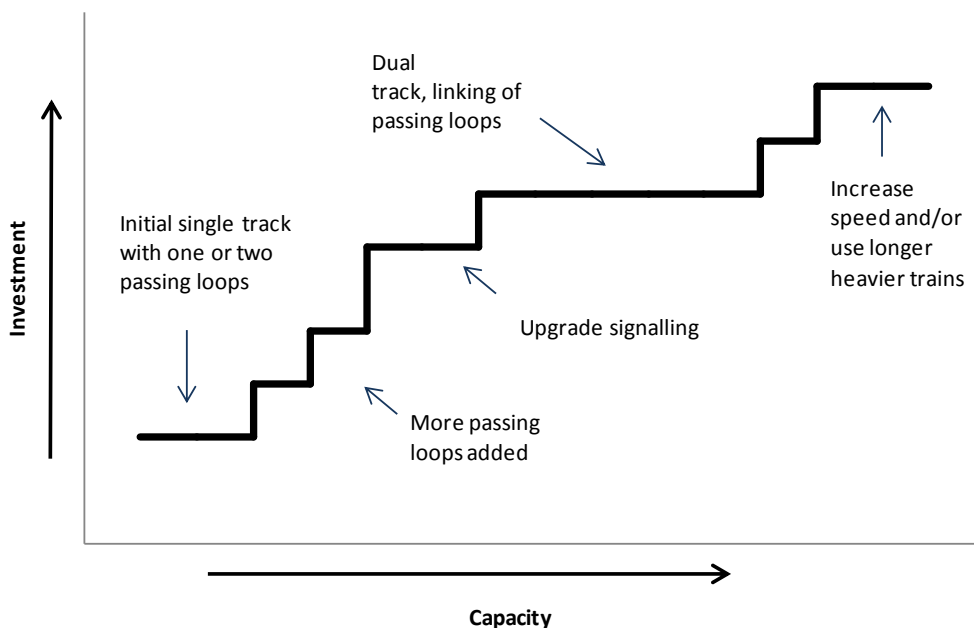 Dual
track, linking of
passing loops
Initial single track
with one or two
passing loops
Increase
speed and/or
use longer
heavier trains
Investment
Upgrade signalling
More passing
loops added
Capacity